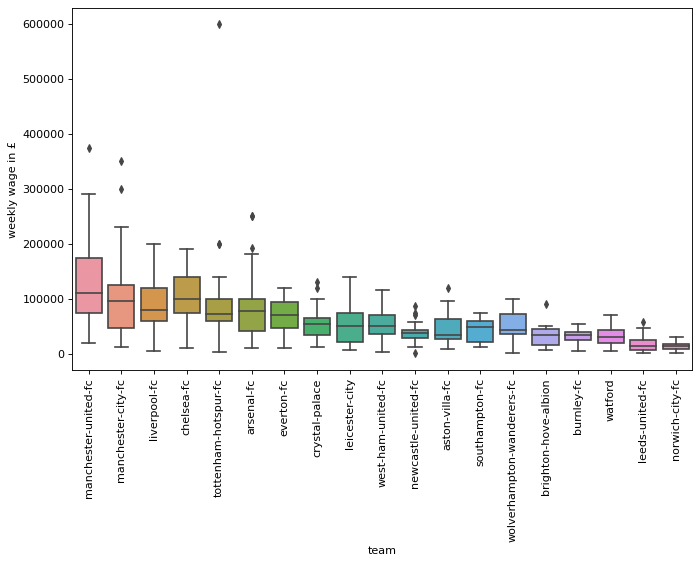 600000
500000
400000
300000
200000
100000
0
weekly wage in £
manchester-united-fc
manchester-city-fc
liverpool-fc
chelsea-fc
tottenham-hotspur-fc
arsenal-fc
everton-fc
crystal-palace
leicester-city
west-ham-united-fc
newcastle-united-fc
aston-villa-fc
southampton-fc
wolverhampton-wanderers-fc
brighton-hove-albion
burnley-fc
watford
leeds-united-fc
norwich-city-fc
team